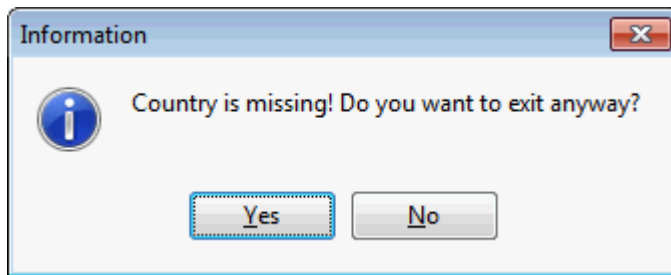 Information
Country is missing! Do you want to exit anyway?
Yes No